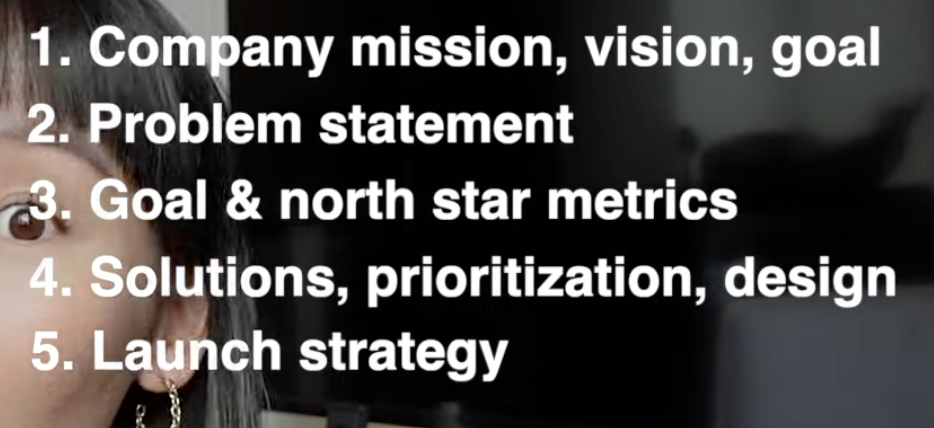 1. Company mission, vision, goal
2. Problem statement
3. Goal & north star metrics
4. Solutions, prioritization, design
5. Launch strategy